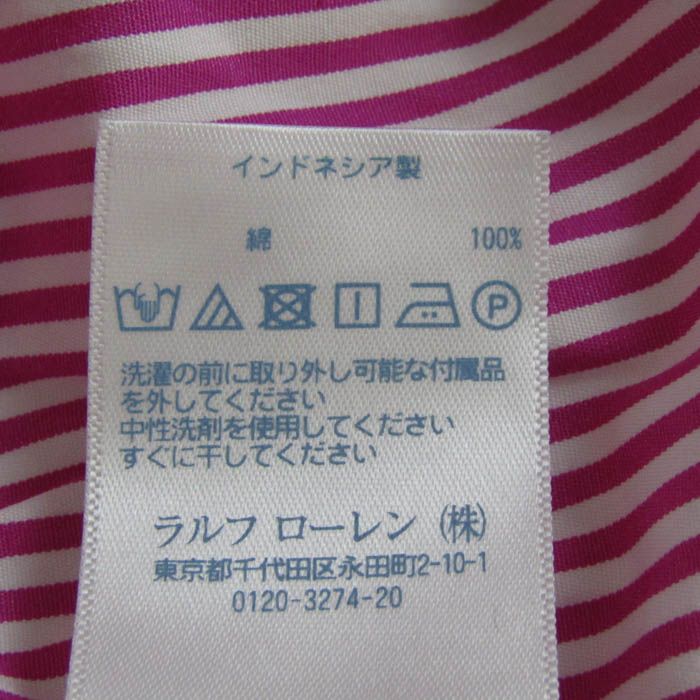 インドネシア製
綿 100%
P
洗濯の前に取り外し可能な付属品
を外してください
中性洗剤を使用してください
すぐに干してください
ラルフ ローレン (株)
東京都千代田区永田町2-10-1
0120-3274-20